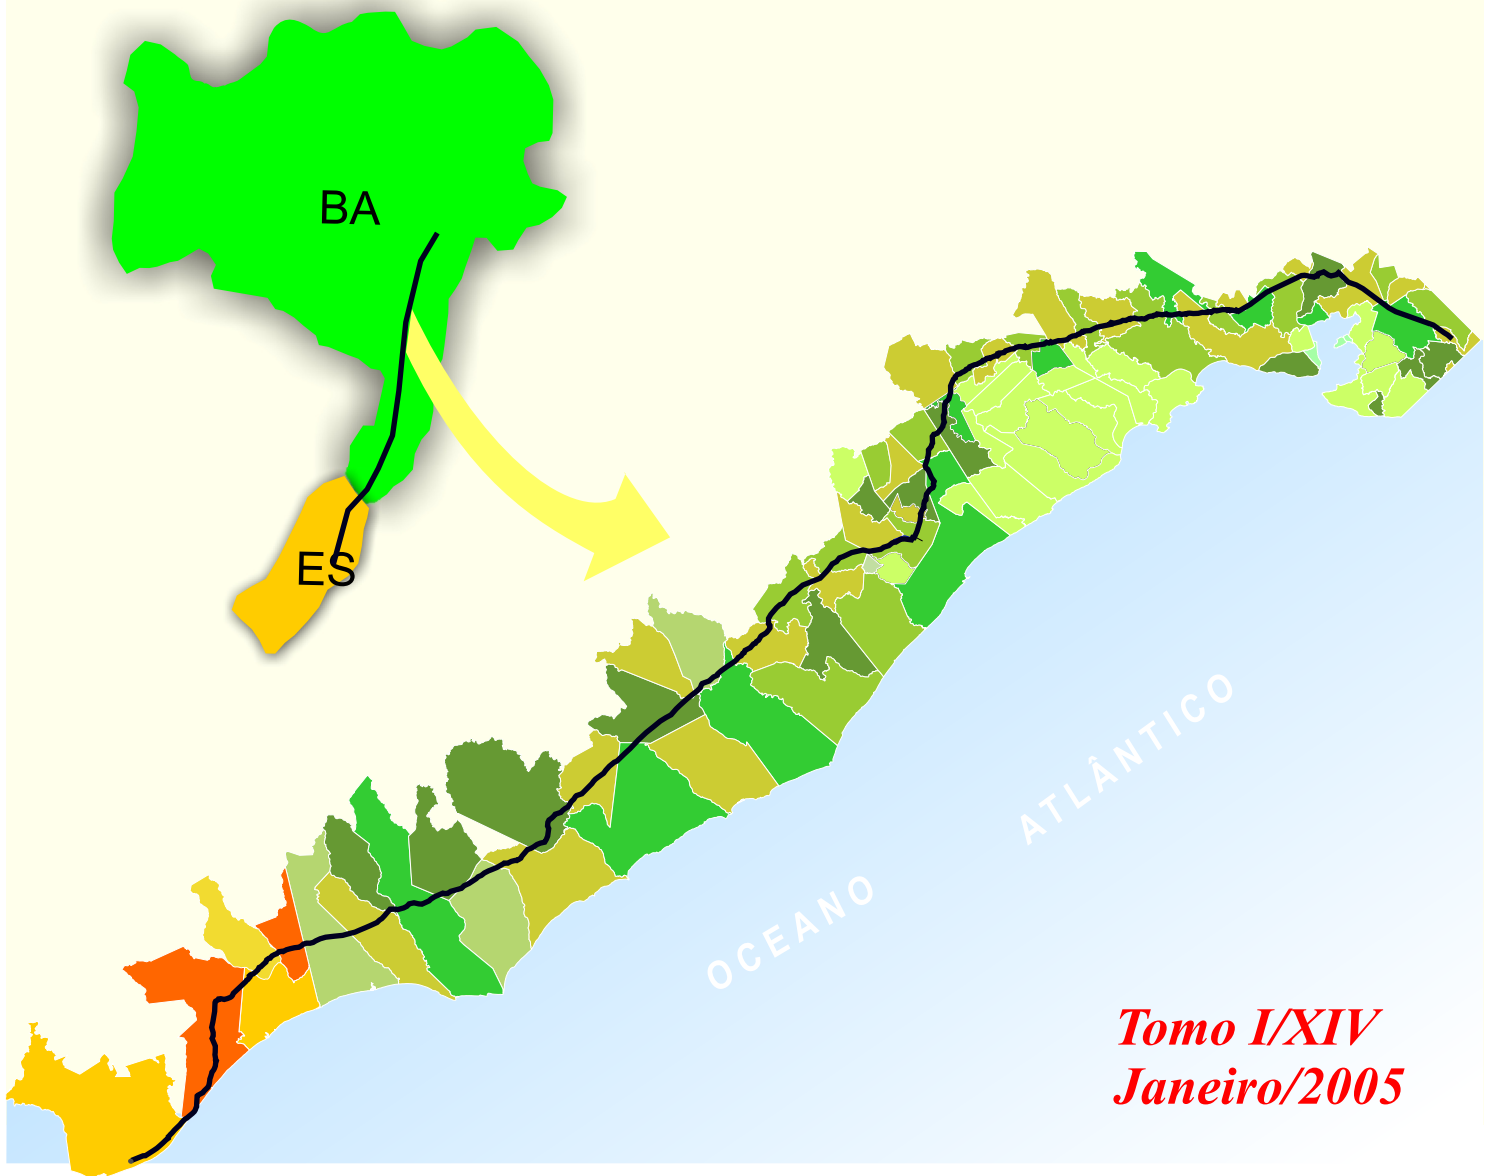 BA
ES
OCEANO ATLÂNTICO
Tomo I/XIV
Janeiro/2005